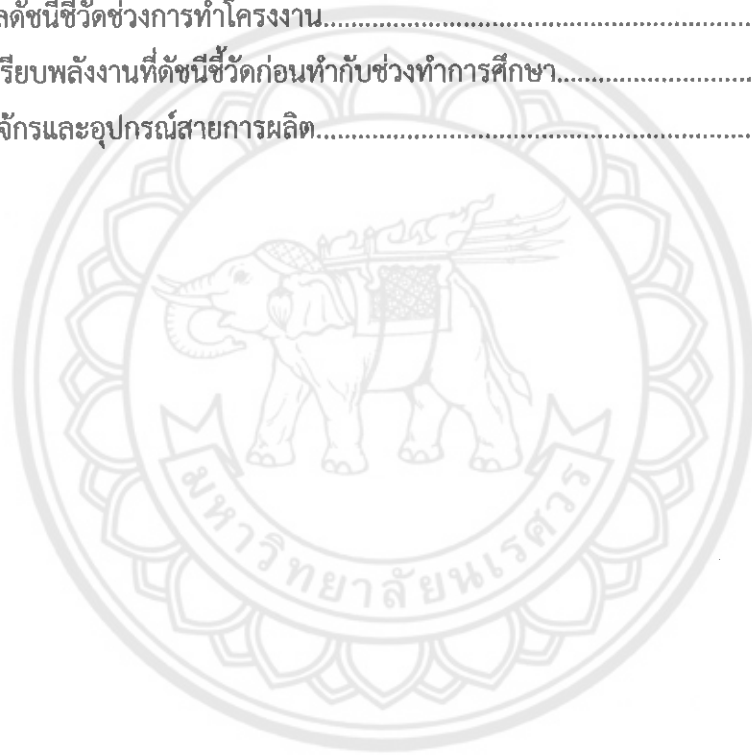 ลดัชนีชี้วัดช่วงการทำโครงงาน
รียบพลังงานที่ดัชนีชี้วัดก่อนทำกับช่วงทำการศึกษา
จักรและอุปกรณ์สายการผลิต
มหาวิทยาลัยนเรศวร